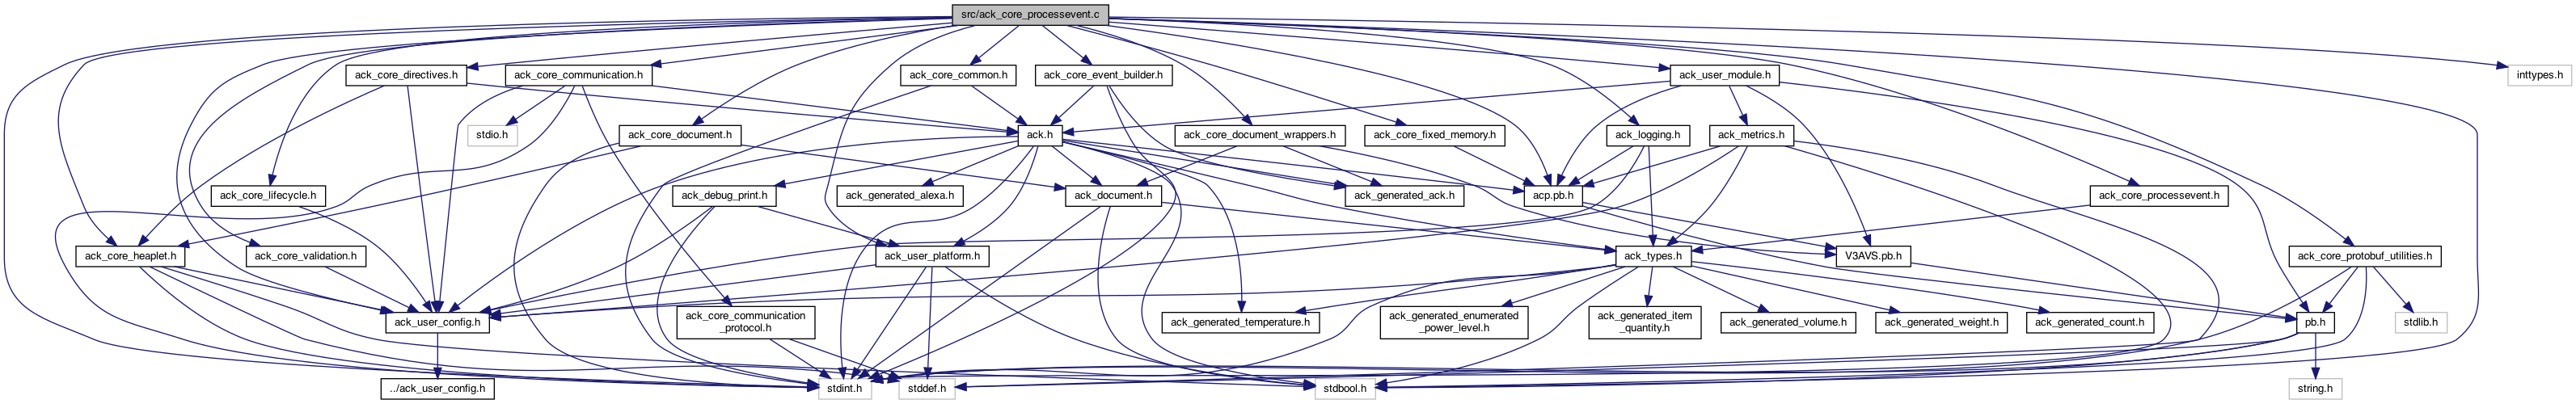 src/ack_core_processevent.c
ack_core_directives.h
ack_core_communication.h
ack_core_common.h
ack_core_event_builder.h
ack_user_module.h
inttypes.h
stdio.h
ack_core_document.h
ack.h
ack_core_document_wrappers.h
ack_core_fixed_memory.h
ack_logging.h
ack_metrics.h
ack_core_lifecycle.h
ack_debug_print.h
ack_generated_alexa.h
ack_document.h
ack_generated_ack.h
acp.pb.h
ack_core_processevent.h
ack_core_heaplet.h
ack_core_validation.h
ack_user_platform.h
ack_types.h
V3AVS.pb.h
ack_core_protobuf_utilities.h
ack_user_config.h
ack_core_communication
_protocol.h
ack_generated_temperature.h
ack_generated_enumerated
_power_level.h
ack_generated_item
_quantity.h
ack_generated_volume.h
ack_generated_weight.h
ack_generated_count.h
pb.h
stdlib.h
../ack_user_config.h
stdint.h
stddef.h
stdbool.h
string.h